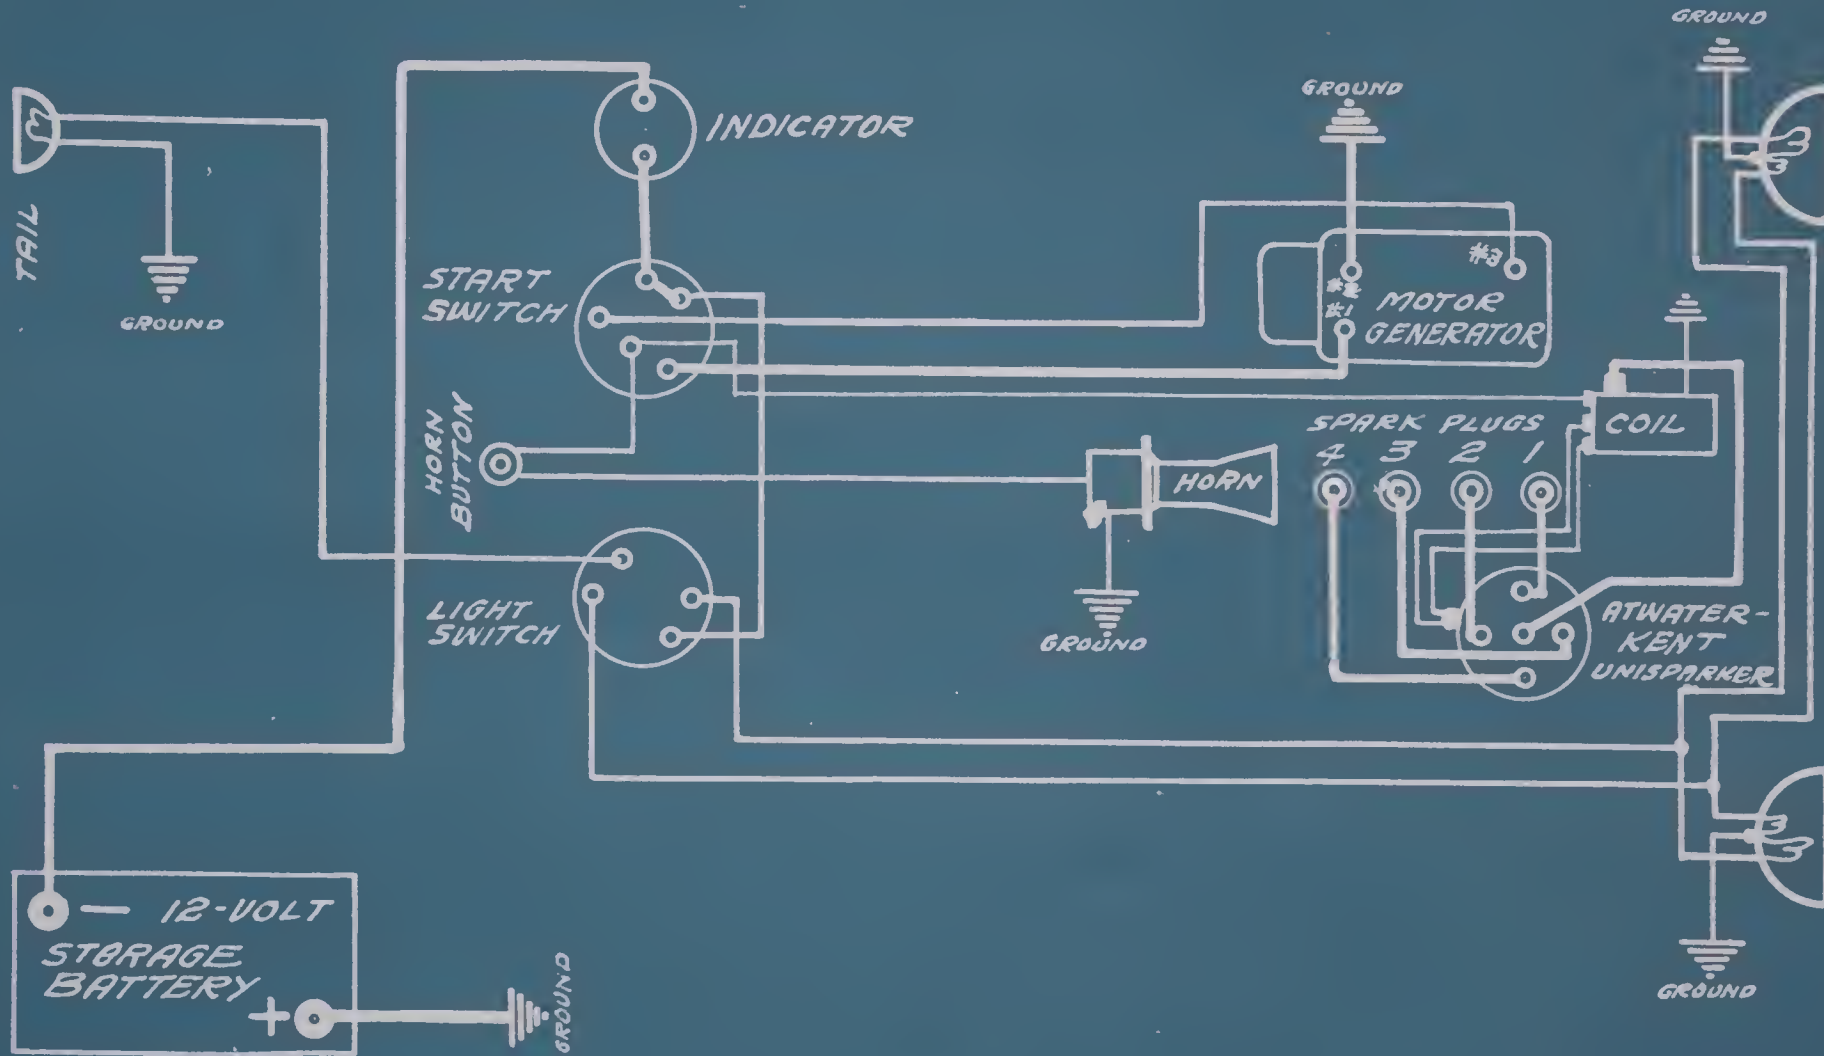 GROUND
GROUND
INDICATOR
TAIL
GROUND
START
SWITCH
#3
#2
#1
MOTOR
GENERATOR
HORN
BUTTON
SPARK PLUGS
4 3 2 1
COIL
HORN
LIGHT
SWITCH
GROUND
ATWATER-
KENT
UNISPARKER
— 12-VOLT
STORAGE
BATTERY
+
GROUND
GROUND